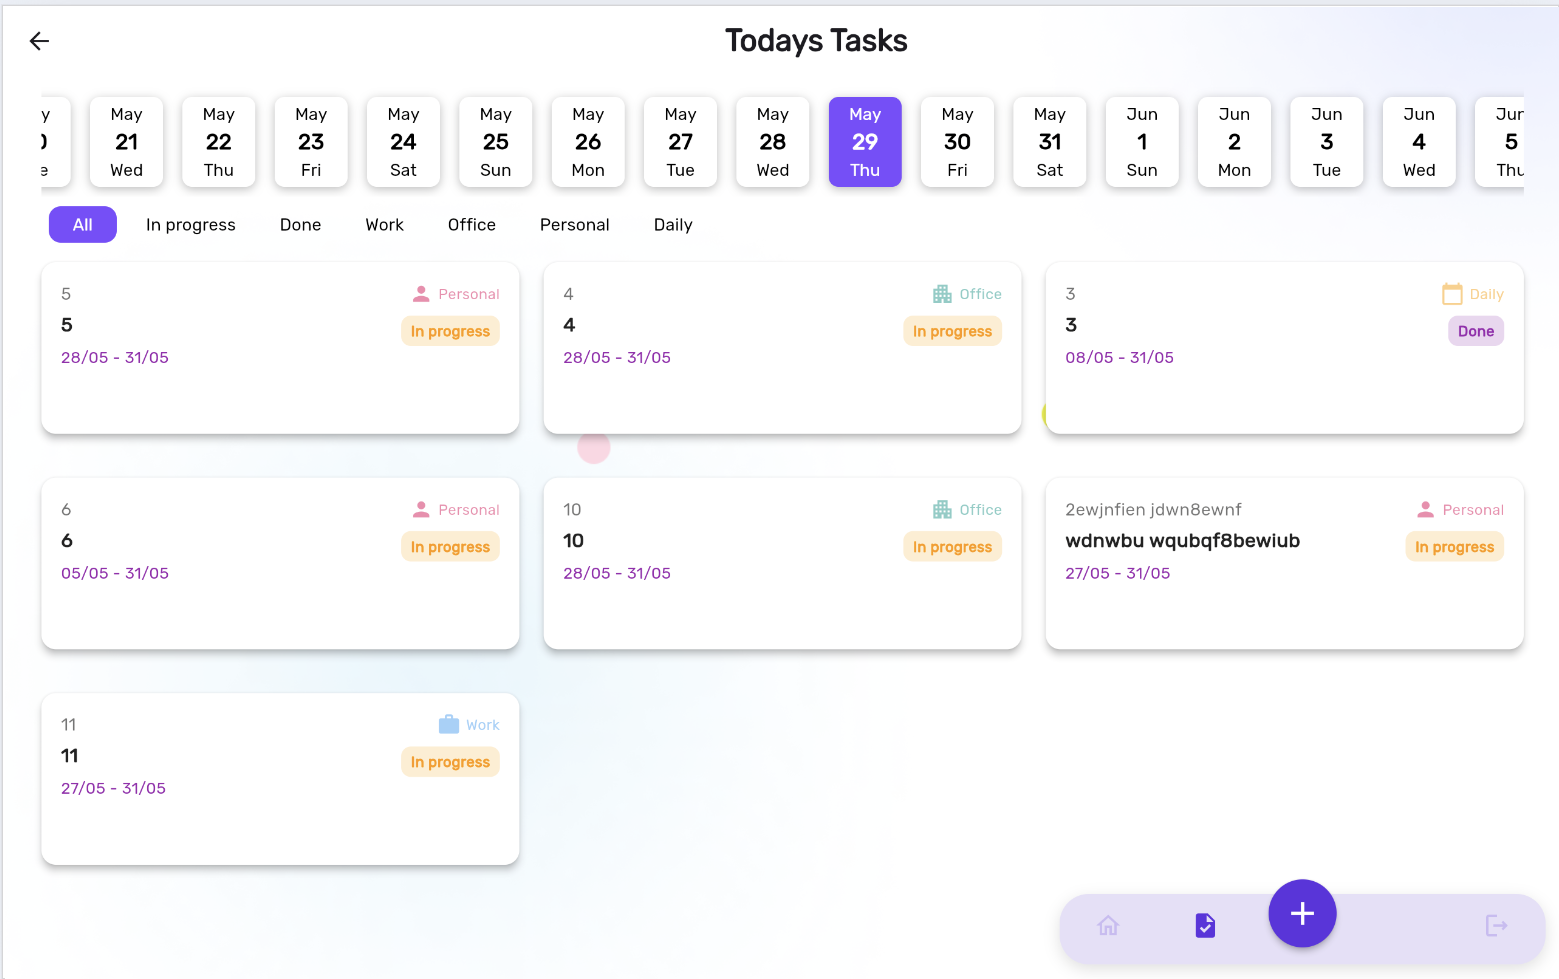 Todays Tasks
May May May May May May May May May May May Jun Jun Jun Jun
21 22 23 24 25 26 27 28 29 30 31 1 2 3 4 5
Wed Thu Fri Sat Sun Mon Tue Wed Thu Fri Sat Sun Mon Tue Wed
All In progress Done Work Office Personal Daily
5 Personal
5 In progress
28/05 - 31/05
4 Office
4 In progress
28/05 - 31/05
3 Daily
3 Done
08/05 - 31/05
6 Personal
6 In progress
05/05 - 31/05
10 Office
10 In progress
28/05 - 31/05
2ewjnfien jdwn8ewnf Personal
wdnwbu wqubqf8bewiub In progress
27/05 - 31/05
11 Work
11 In progress
27/05 - 31/05